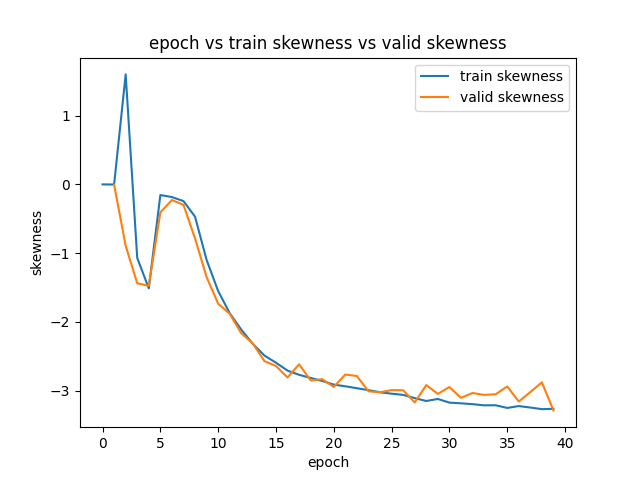 epoch vs train skewness vs valid skewness
train skewness
valid skewness
skewness
1
0
−1
−2
−3
0 5 10 15 20 25 30 35 40
epoch